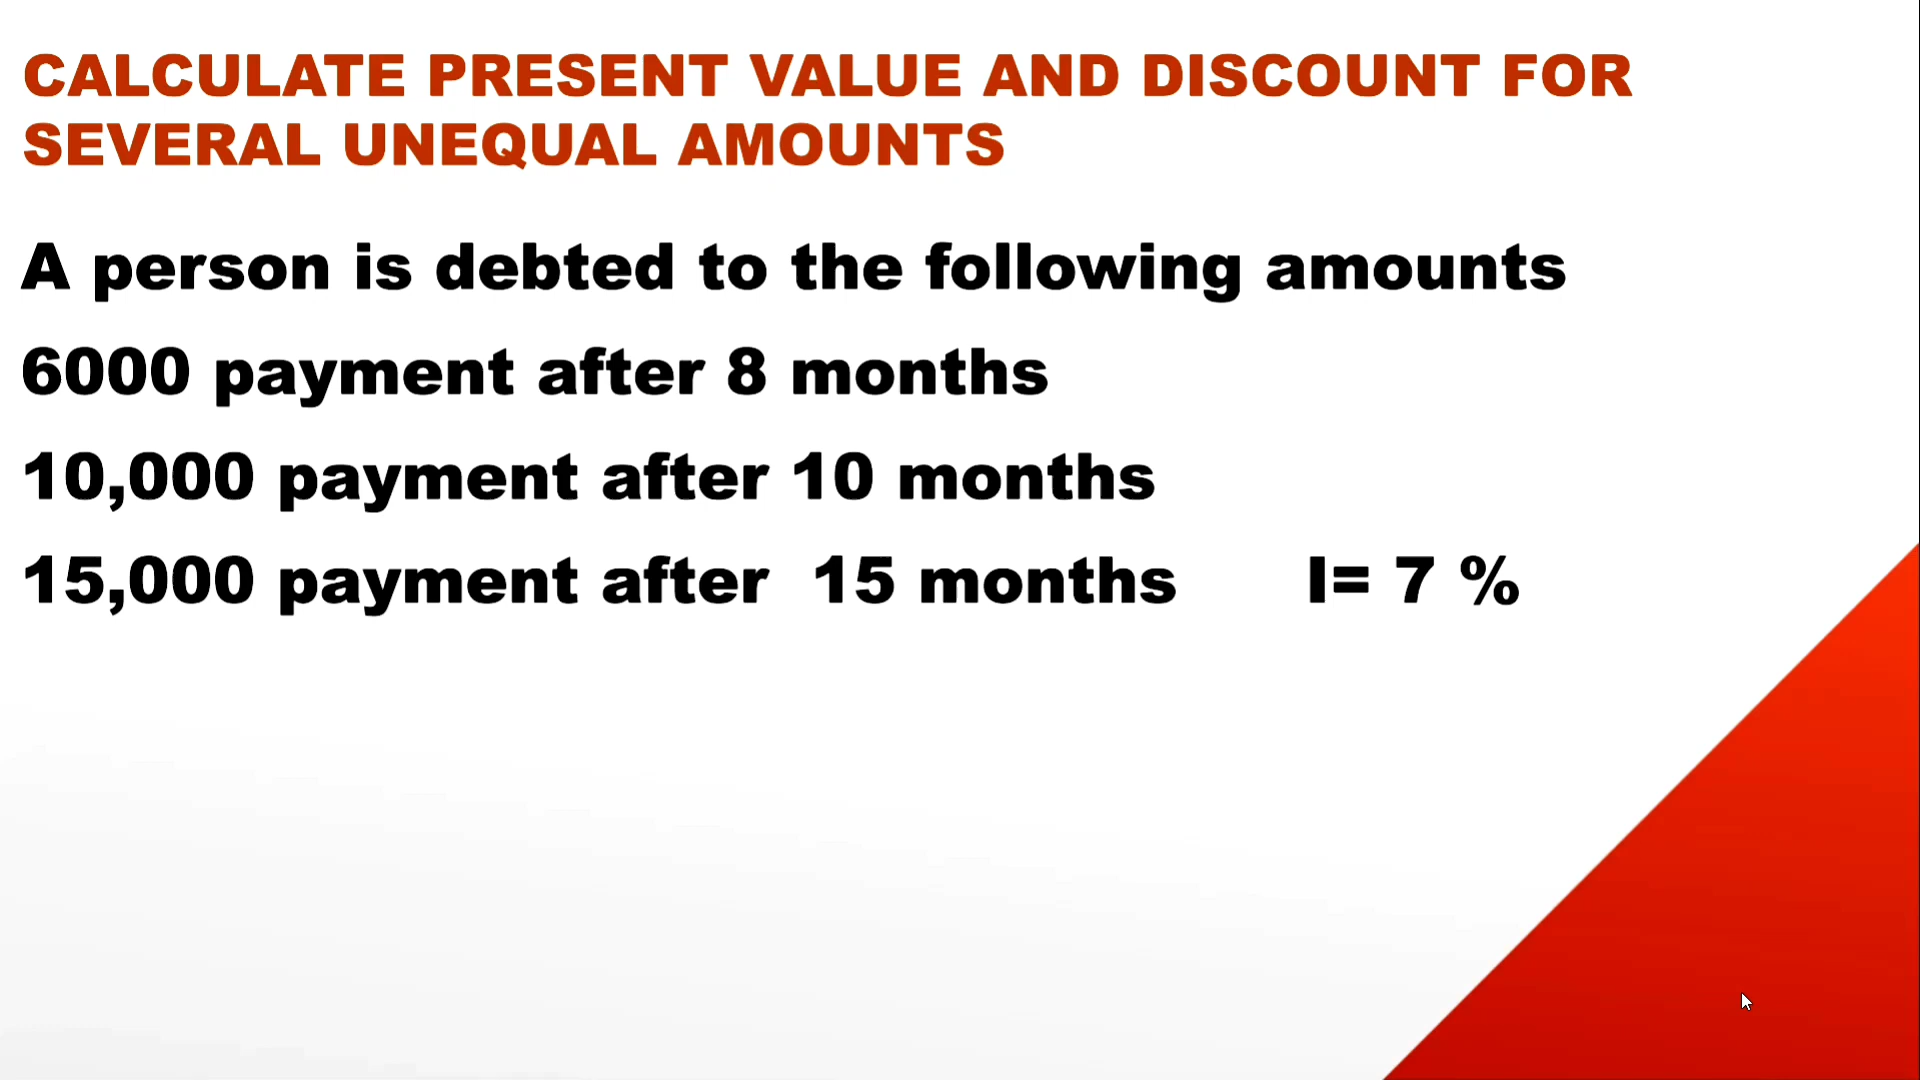 CALCULATE PRESENT VALUE AND DISCOUNT FOR
SEVERAL UNEQUAL AMOUNTS
A person is debted to the following amounts
6000 payment after 8 months
10,000 payment after 10 months
15,000 payment after 15 months I= 7 %